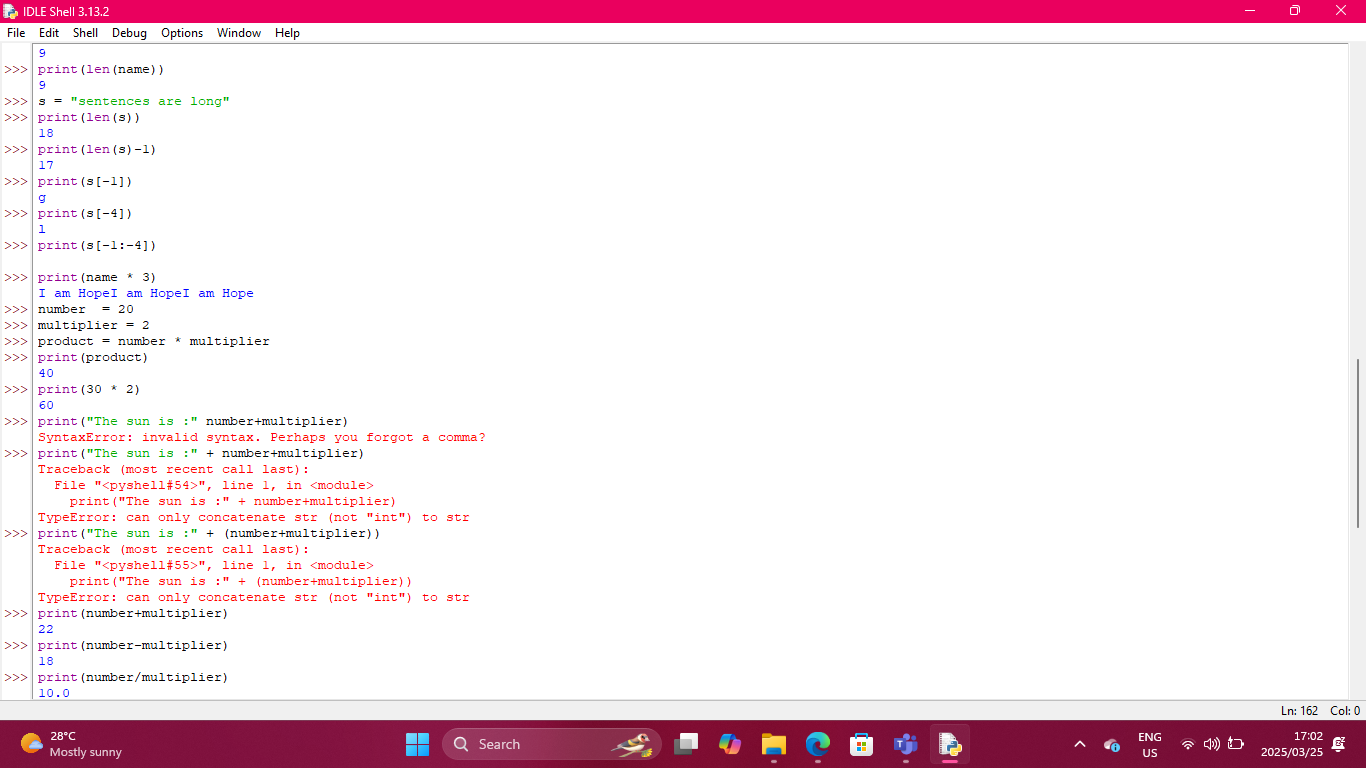 IDLE Shell 3.13.2
File Edit Shell Debug Options Window Help
9
>>> print(len(name))
9
>>> s = "sentences are long"
>>> print(len(s))
18
>>> print(len(s)-1)
17
>>> print(s[-1])
g
>>> print(s[-4])
l
>>> print(s[-1:-4])
>>> print(name * 3)
I am HopeI am HopeI am Hope
>>> number  = 20
>>> multiplier = 2
>>> product = number * multiplier
>>> print(product)
40
>>> print(30 * 2)
60
>>> print("The sun is :" number+multiplier)
SyntaxError: invalid syntax. Perhaps you forgot a comma?
>>> print("The sun is :" + number+multiplier)
Traceback (most recent call last):
  File "<pyshell#54>", line 1, in <module>
    print("The sun is :" + number+multiplier)
TypeError: can only concatenate str (not "int") to str
>>> print("The sun is :" + (number+multiplier))
Traceback (most recent call last):
  File "<pyshell#55>", line 1, in <module>
    print("The sun is :" + (number+multiplier))
TypeError: can only concatenate str (not "int") to str
>>> print(number+multiplier)
22
>>> print(number-multiplier)
18
>>> print(number/multiplier)
10.0
Ln: 162 Col: 0
28°C
Mostly sunny
Search
ENG
US
17:02
2025/03/25